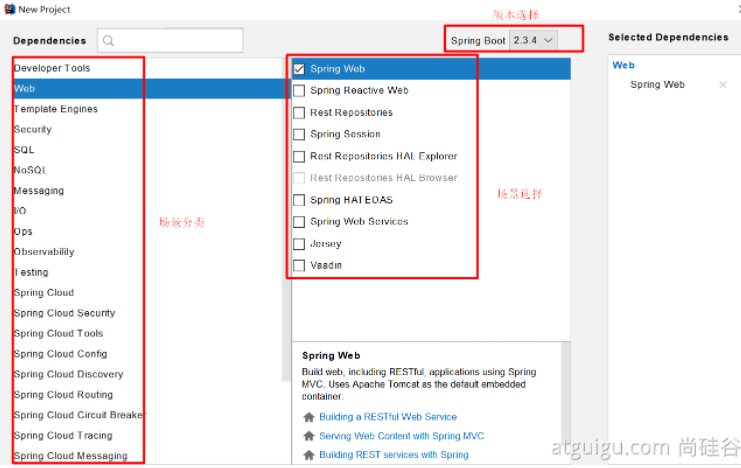 New Project
版本选择
Dependencies
Spring Boot 2.3.4
Selected Dependencies
Developer Tools
Web
Template Engines
Security
SQL
NoSQL
Messaging
I/O
Ops
Observability
Testing
Spring Cloud
Spring Cloud Security
Spring Cloud Tools
Spring Cloud Config
Spring Cloud Discovery
Spring Cloud Routing
Spring Cloud Circuit Breaker
Spring Cloud Tracing
Spring Cloud Messaging
场景分类
Spring Web
Spring Reactive Web
Rest Repositories
Spring Session
Rest Repositories HAL Explorer
Rest Repositories HAL Browser
Spring HATEOAS
Spring Web Services
Jersey
Vaadin
场景选择
Spring Web
Build web, including RESTful, applications using Spring
MVC. Uses Apache Tomcat as the default embedded
container.
Building a RESTful Web Service
Serving Web Content with Spring MVC
Building REST services with Spring
Web
Spring Web
atguigu.com 尚硅谷